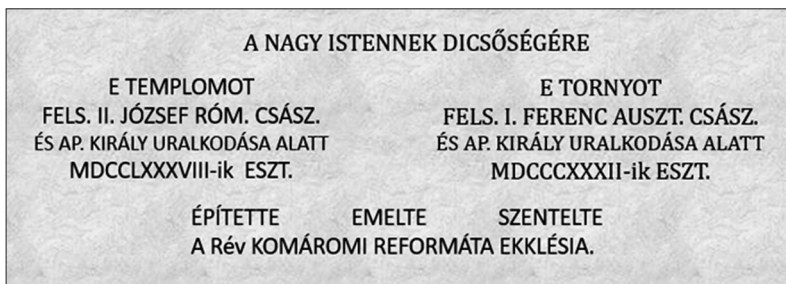 A NAGY ISTENNEK DICSŐSÉGÉRE
E TEMPLOMOT
FELS. II. JÓZSEF RÓM. CSÁSZ.
ÉS AP. KIRÁLY URALKODÁSA ALATT
MDCCLXXXVIII-ik ESZT.
E TORNYOT
FELS. I. FERENC AUSZT. CSÁSZ.
ÉS AP. KIRÁLY URALKODÁSA ALATT
MDCCCXXXII-ik ESZT.
ÉPÍTETTE EMELTE SZENTELTE
A Rév KOMÁROMI REFORMÁTA EKKLÉSIA.